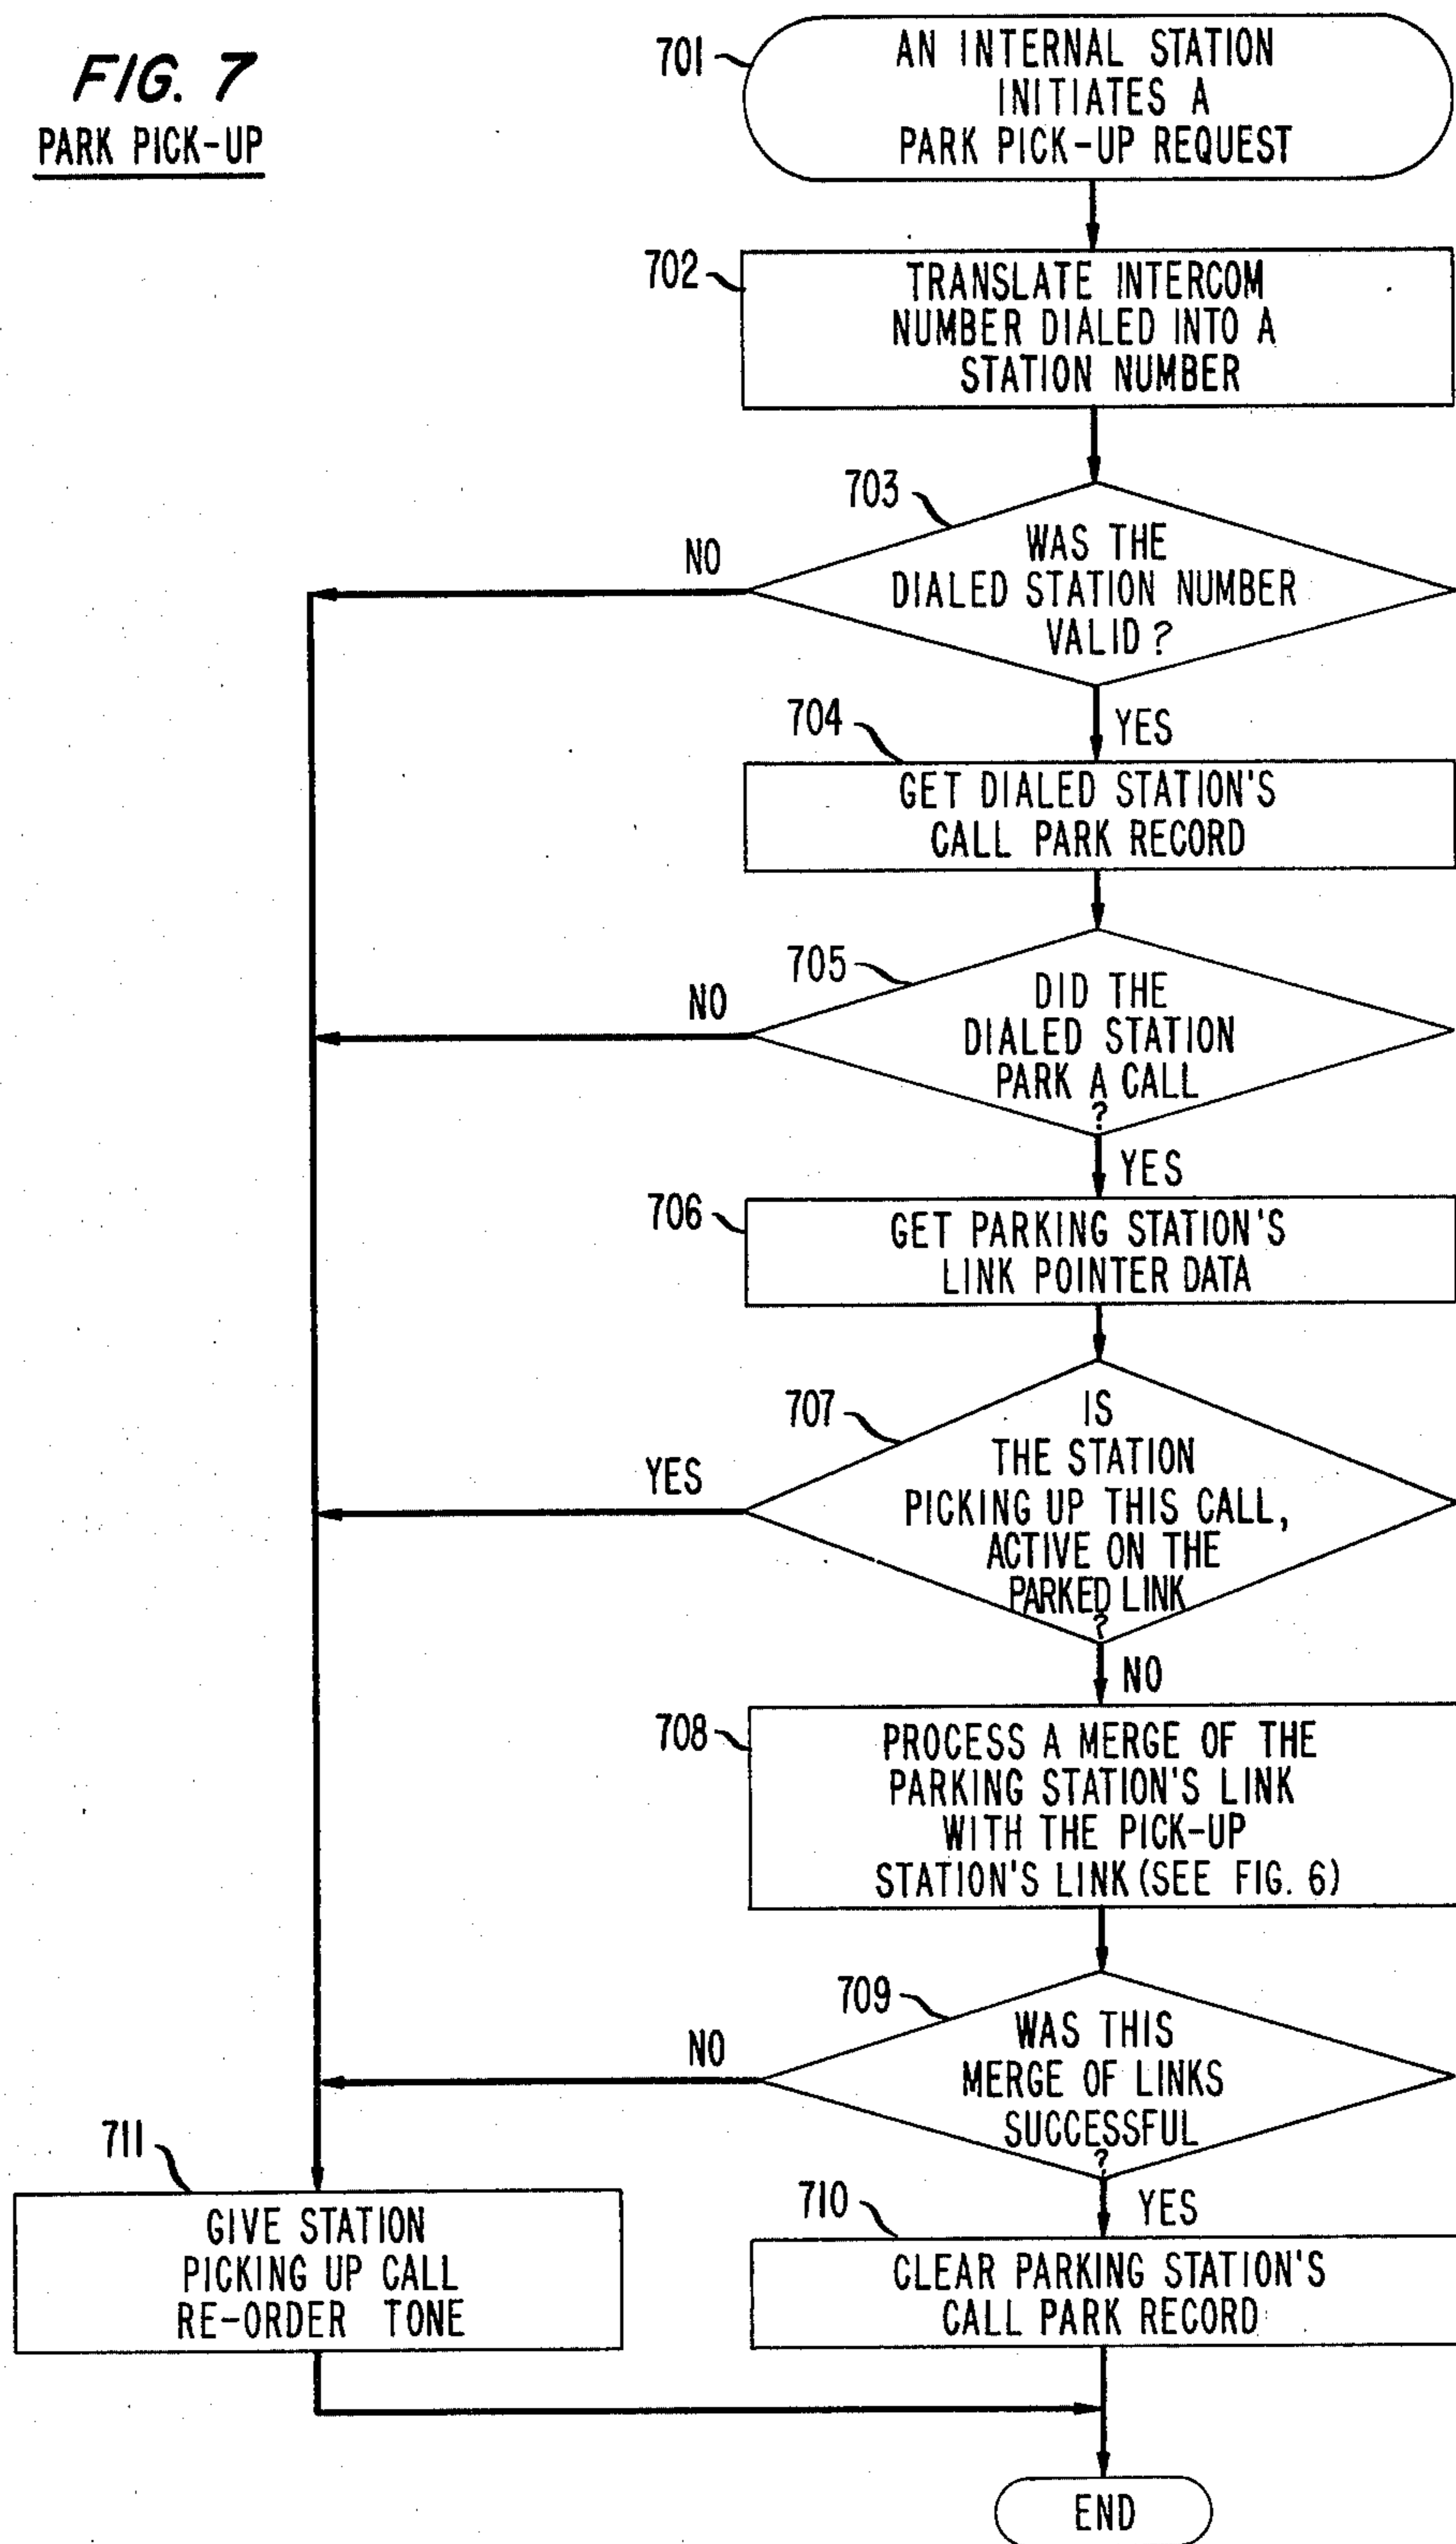 FIG. 7
PARK PICK-UP
701
AN INTERNAL STATION
INITIATES A
PARK PICK-UP REQUEST
702
TRANSLATE INTERCOM
NUMBER DIALED INTO A
STATION NUMBER
703
WAS THE
DIALED STATION NUMBER
VALID?
NO
YES
704
GET DIALED STATION'S
CALL PARK RECORD
705
DID THE
DIALED STATION
PARK A CALL
?
NO
YES
706
GET PARKING STATION'S
LINK POINTER DATA
707
IS
THE STATION
PICKING UP THIS CALL,
ACTIVE ON THE
PARKED LINK
?
YES
NO
708
PROCESS A MERGE OF THE
PARKING STATION'S LINK
WITH THE PICK-UP
STATION'S LINK (SEE FIG. 6)
709
WAS THIS
MERGE OF LINKS
SUCCESSFUL
?
NO
YES
711
GIVE STATION
PICKING UP CALL
RE-ORDER TONE
710
CLEAR PARKING STATION'S
CALL PARK RECORD
END